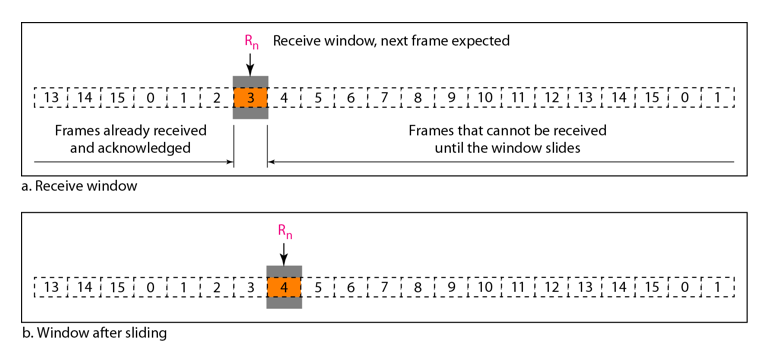 Rn Receive window, next frame expected
13 14 15 0 1 2 3 4 5 6 7 8 9 10 11 12 13 14 15 0 1
Frames already received
and acknowledged
Frames that cannot be received
until the window slides
a. Receive window
Rn
13 14 15 0 1 2 3 4 5 6 7 8 9 10 11 12 13 14 15 0 1
b. Window after sliding